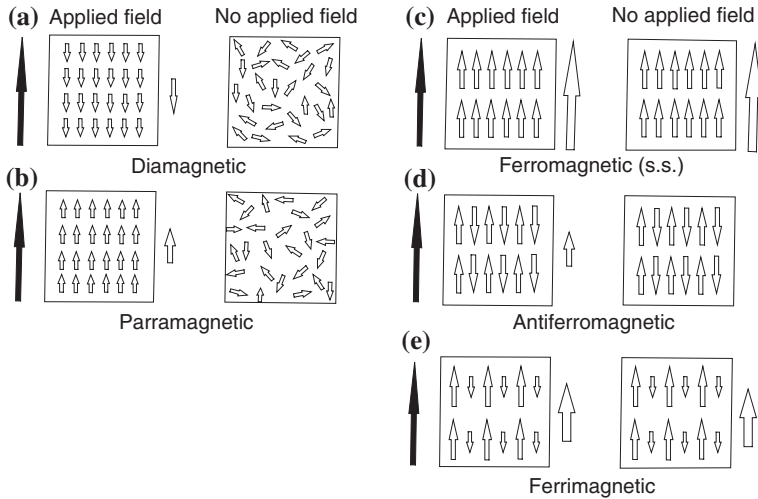 (a) Applied field No applied field
Diamagnetic
(b)
Parramagnetic
(c) Applied field No applied field
Ferromagnetic (s.s.)
(d)
Antiferromagnetic
(e)
Ferrimagnetic